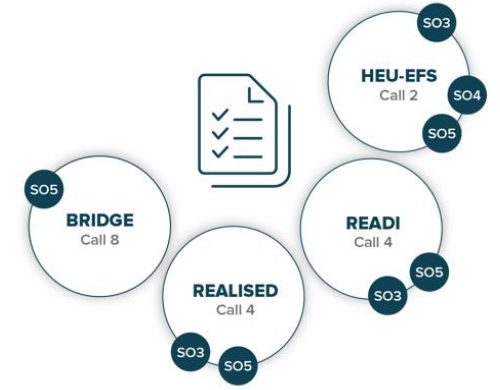 SO3
HEU-EFS
Call 2
SO4
SO5
SO5
BRIDGE
Call 8
READI
Call 4
SO5
SO3
REALISED
Call 4
SO3
SO5